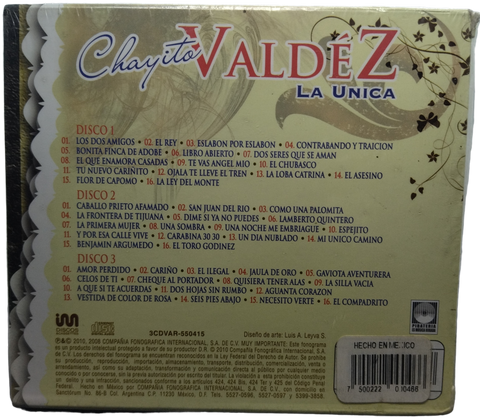 Chayito VALDÉZ
LA UNICA
DISCO 1
01. LOS DOS AMIGOS • 02. EL REY • 03. ESLABON POR ESLABON • 04. CONTRABANDO Y TRAICION
05. BONITA FINCA DE ADOBE • 06. LIBRO ABIERTO • 07. DOS SERES QUE SE AMAN
08. EL QUE ENAMORA CASADAS • 09. TE VAS ANGEL MIO • 10. EL CHUBASCO
11. TU NUEVO CARIÑITO • 12. OJALA TE LLEVE EL TREN • 13. LA LOBA CATRINA • 14. EL ASESINO
15. FLOR DE CAPOMO • 16. LA LEY DEL MONTE
DISCO 2
01. CABALLO PRIETO AFAMADO • 02. SAN JUAN DEL RIO • 03. COMO UNA PALOMITA
04. LA FRONTERA DE TIJUANA • 05. DIME SI YA NO PUEDES • 06. LAMBERTO QUINTERO
07. LA PRIMERA MUJER • 08. UNA SOMBRA • 09. UNA NOCHE ME EMBRIAGUE • 10. ESPEJITO
11. Y POR ESA CALLE VIVE • 12. CARABINA 30 30 • 13. UN DIA NUBLADO • 14. MI UNICO CAMINO
15. BENJAMIN ARGUMEDO • 16. EL TORO GODINEZ
DISCO 3
01. AMOR PERDIDO • 02. CARIÑO • 03. EL ILEGAL • 04. JAULA DE ORO • 05. GAVIOTA AVENTURERA
06. CELOS DE TI • 07. CHEQUE AL PORTADOR • 08. QUISIERA TENER ALAS • 09. LA SILLA VACIA
10. A QUE SI TE ACUERDAS • 11. DOS HOJAS SIN RUMBO • 12. AGUANTA CORAZON
13. VESTIDA DE COLOR DE ROSA • 14. SEIS PIES ABAJO • 15. NECESITO VERTE • 16. EL COMPADRITO
3CDVAR-550415
Diseño de arte: Luis A. Leyva S.
HECHO EN MEXICO
7 500222 010466